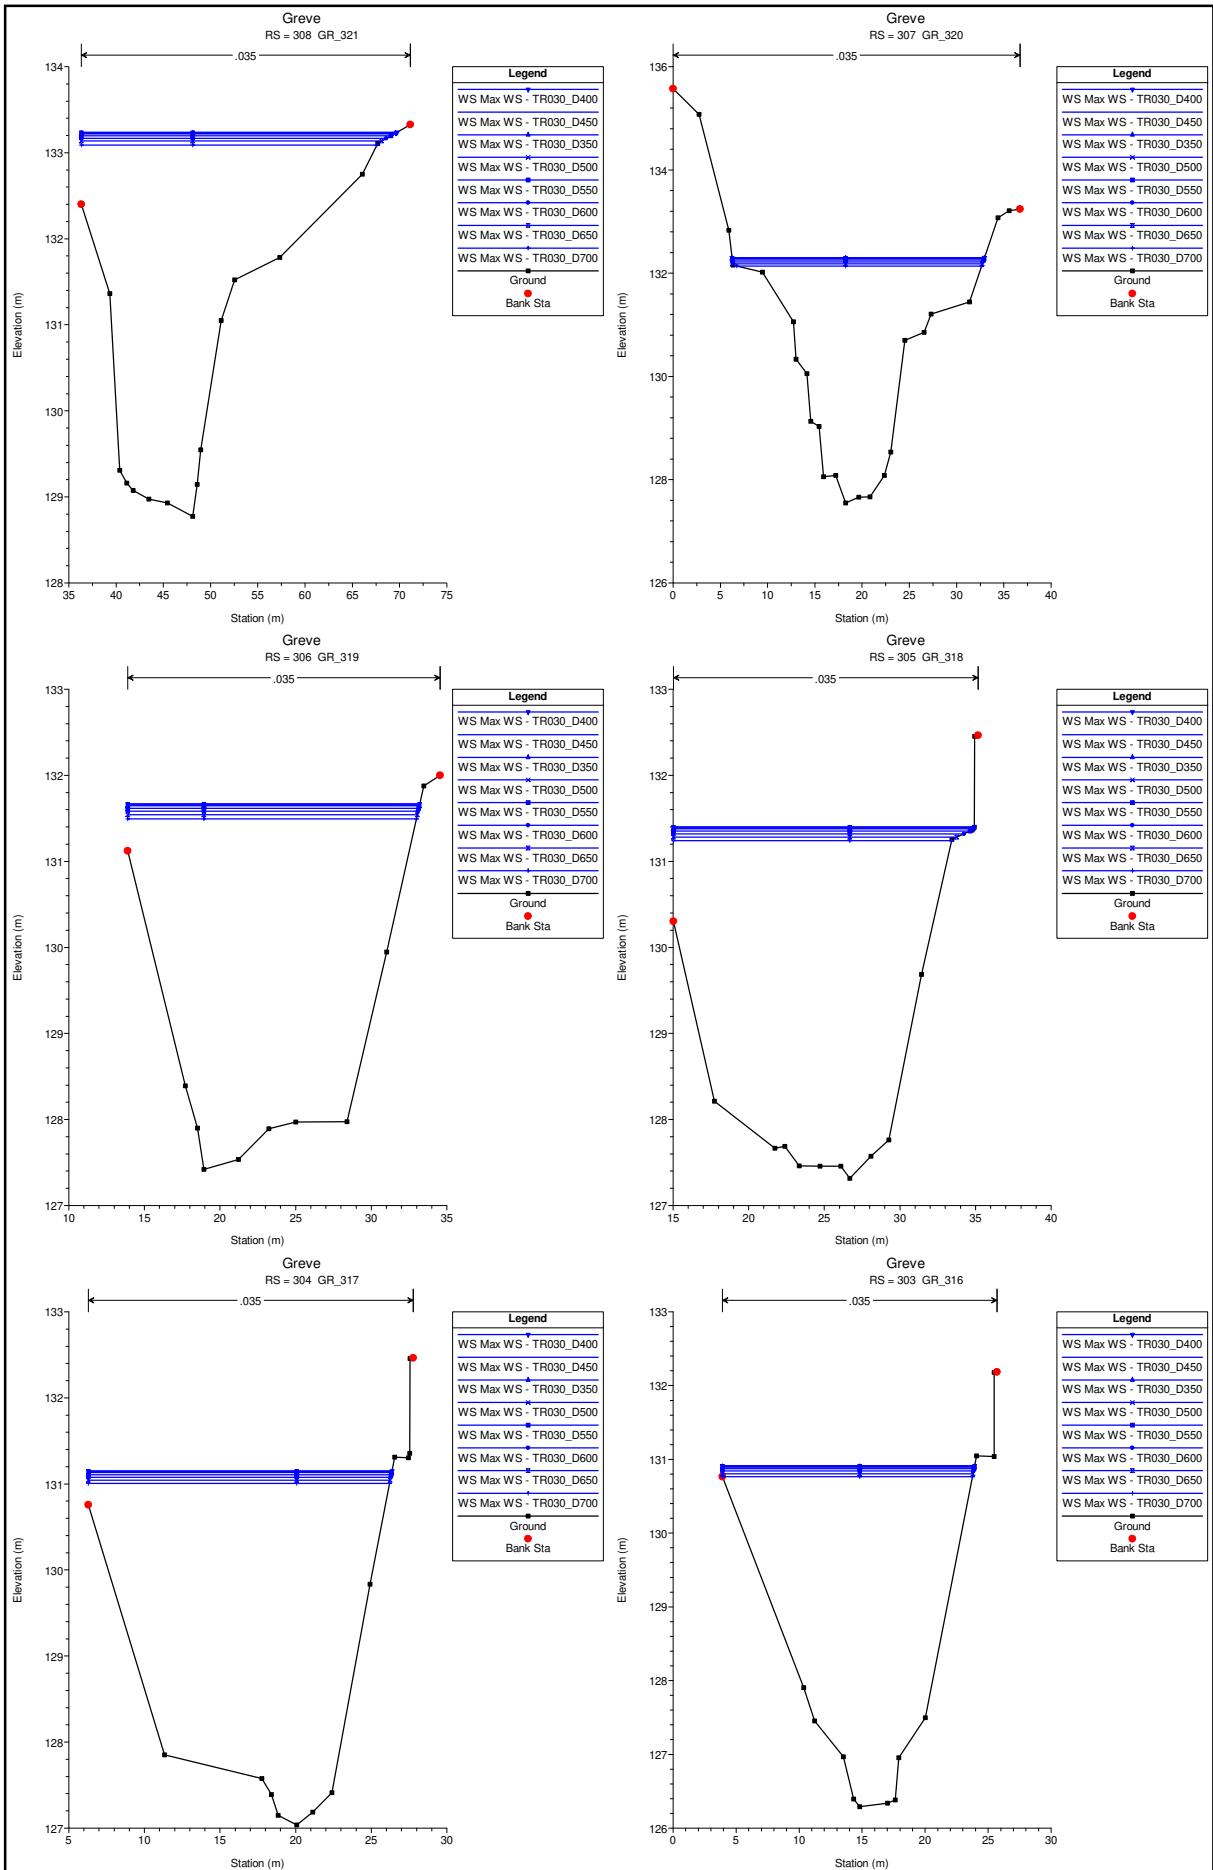 Greve
RS = 308 GR_321
.035
134
133
132
131
130
129
128
35 40 45 50 55 60 65 70 75
Station (m)
Elevation (m)
Legend
WS Max WS - TR030_D400
WS Max WS - TR030_D450
WS Max WS - TR030_D350
WS Max WS - TR030_D500
WS Max WS - TR030_D550
WS Max WS - TR030_D600
WS Max WS - TR030_D650
WS Max WS - TR030_D700
Ground
Bank Sta
Greve
RS = 307 GR_320
.035
136
134
132
130
128
126
0 5 10 15 20 25 30 35 40
Station (m)
Elevation (m)
Legend
WS Max WS - TR030_D400
WS Max WS - TR030_D450
WS Max WS - TR030_D350
WS Max WS - TR030_D500
WS Max WS - TR030_D550
WS Max WS - TR030_D600
WS Max WS - TR030_D650
WS Max WS - TR030_D700
Ground
Bank Sta
Greve
RS = 306 GR_319
.035
133
132
131
130
129
128
127
10 15 20 25 30 35
Station (m)
Elevation (m)
Legend
WS Max WS - TR030_D400
WS Max WS - TR030_D450
WS Max WS - TR030_D350
WS Max WS - TR030_D500
WS Max WS - TR030_D550
WS Max WS - TR030_D600
WS Max WS - TR030_D650
WS Max WS - TR030_D700
Ground
Bank Sta
Greve
RS = 305 GR_318
.035
133
132
131
130
129
128
127
15 20 25 30 35 40
Station (m)
Elevation (m)
Legend
WS Max WS - TR030_D400
WS Max WS - TR030_D450
WS Max WS - TR030_D350
WS Max WS - TR030_D500
WS Max WS - TR030_D550
WS Max WS - TR030_D600
WS Max WS - TR030_D650
WS Max WS - TR030_D700
Ground
Bank Sta
Greve
RS = 304 GR_317
.035
133
132
131
130
129
128
127
5 10 15 20 25 30
Station (m)
Elevation (m)
Legend
WS Max WS - TR030_D400
WS Max WS - TR030_D450
WS Max WS - TR030_D350
WS Max WS - TR030_D500
WS Max WS - TR030_D550
WS Max WS - TR030_D600
WS Max WS - TR030_D650
WS Max WS - TR030_D700
Ground
Bank Sta
Greve
RS = 303 GR_316
.035
133
132
131
130
129
128
127
126
0 5 10 15 20 25 30
Station (m)
Elevation (m)
Legend
WS Max WS - TR030_D400
WS Max WS - TR030_D450
WS Max WS - TR030_D350
WS Max WS - TR030_D500
WS Max WS - TR030_D550
WS Max WS - TR030_D600
WS Max WS - TR030_D650
WS Max WS - TR030_D700
Ground
Bank Sta